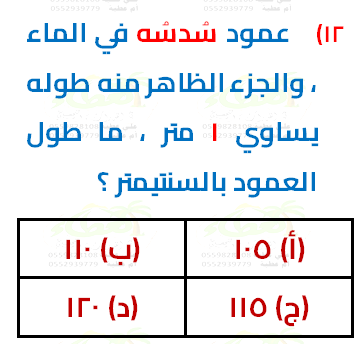 ١٢) عمود سُدسُه في الماء
، والجزء الظاهر منه طوله
يساوي ١ متر ، ما طول
العمود بالسنتيمتر ؟
(أ) ١٠٥ (ب) ١١٠
(ج) ١١٥ (د) ١٢٠